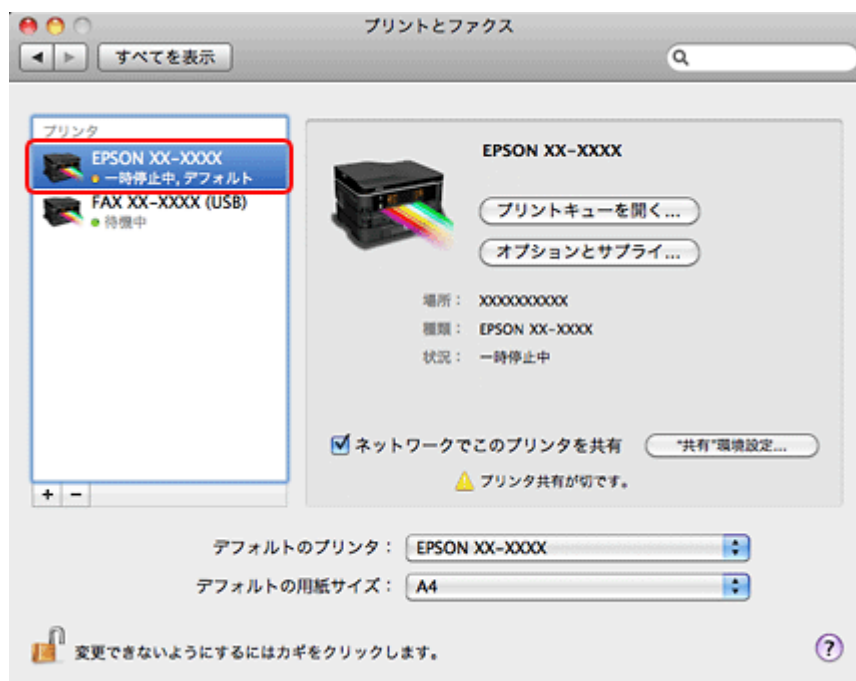 プリントとファクス
すべてを表示
プリンタ
EPSON XX-XXXX
一時停止中, デフォルト
FAX XX-XXXX (USB)
待機中
EPSON XX-XXXX
プリントキューを開く...
オプションとサプライ...
場所： XXXXXXXXXX
種類： EPSON XX-XXXX
状況： 一時停止中
ネットワークでこのプリンタを共有 "共有"環境設定...
プリンタ共有が切です。
+ −
デフォルトのプリンタ： EPSON XX-XXXX
デフォルトの用紙サイズ： A4
変更できないようにするにはカギをクリックします。 ?